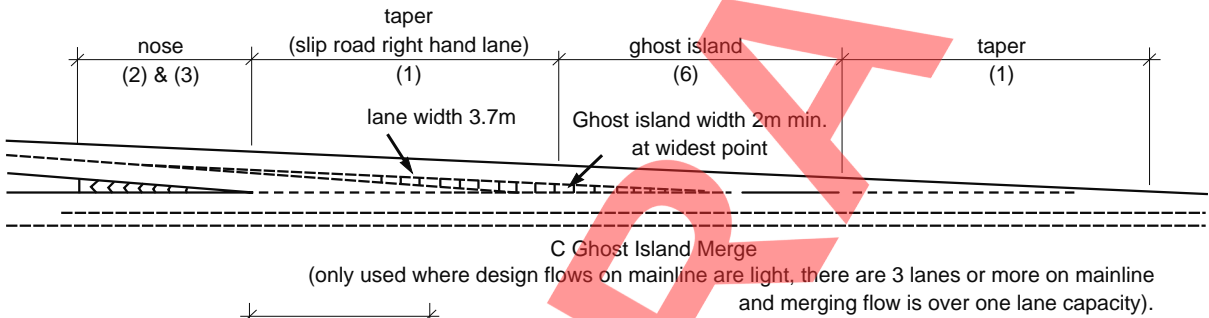 taper
nose
(slip road right hand lane)
ghost island
taper
(2) & (3)
(1)
(6)
(1)
lane width 3.7m
Ghost island width 2m min.
at widest point
C Ghost Island Merge
(only used where design flows on mainline are light, there are 3 lanes or more on mainline
and merging flow is over one lane capacity).
RA